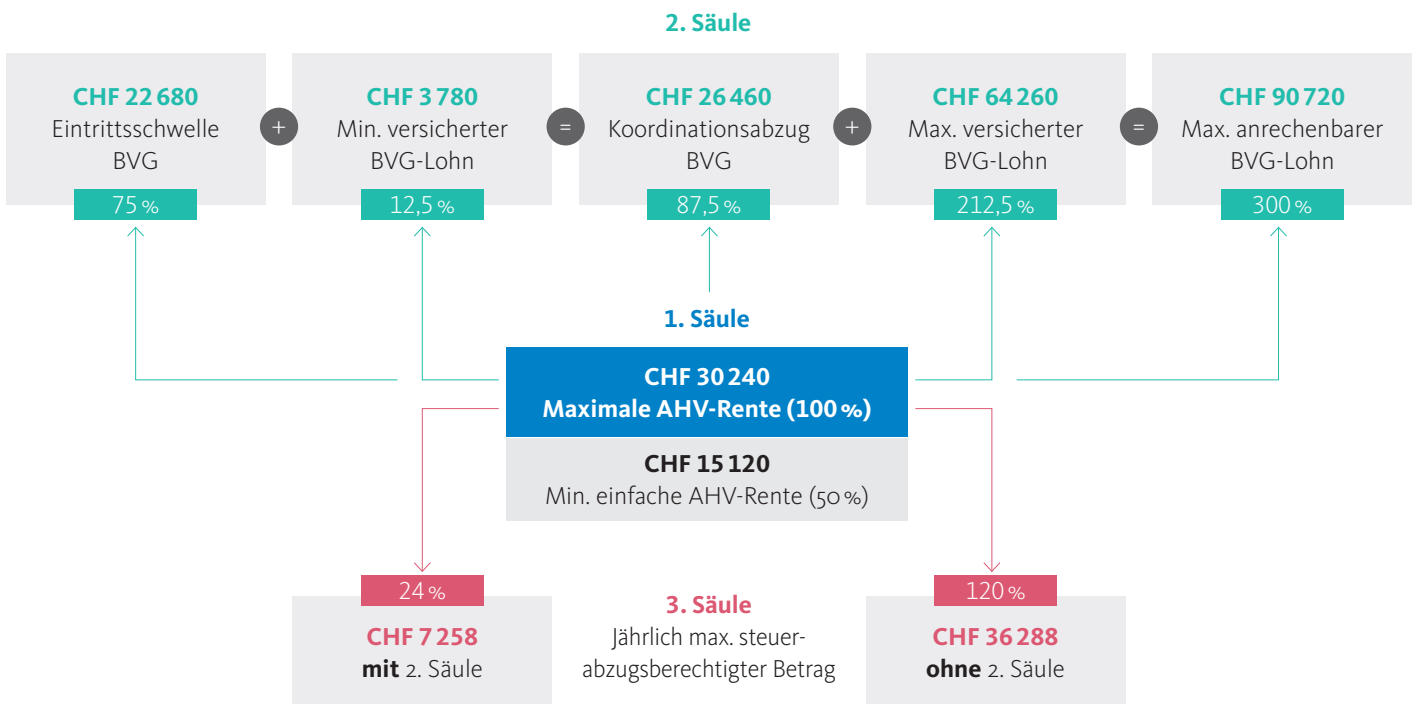 2. Säule
CHF 22 680
Eintrittsschwelle
BVG
75 %
+
CHF 3 780
Min. versicherter
BVG-Lohn
12,5 %
=
CHF 26 460
Koordinationsabzug
BVG
87,5 %
+
CHF 64 260
Max. versicherter
BVG-Lohn
212,5 %
=
CHF 90 720
Max. anrechenbarer
BVG-Lohn
300 %
1. Säule
CHF 30 240
Maximale AHV-Rente (100 %)
CHF 15 120
Min. einfache AHV-Rente (50 %)
24 %
CHF 7 258
mit 2. Säule
3. Säule
Jährlich max. steuer-
abzugsberechtigter Betrag
120 %
CHF 36 288
ohne 2. Säule